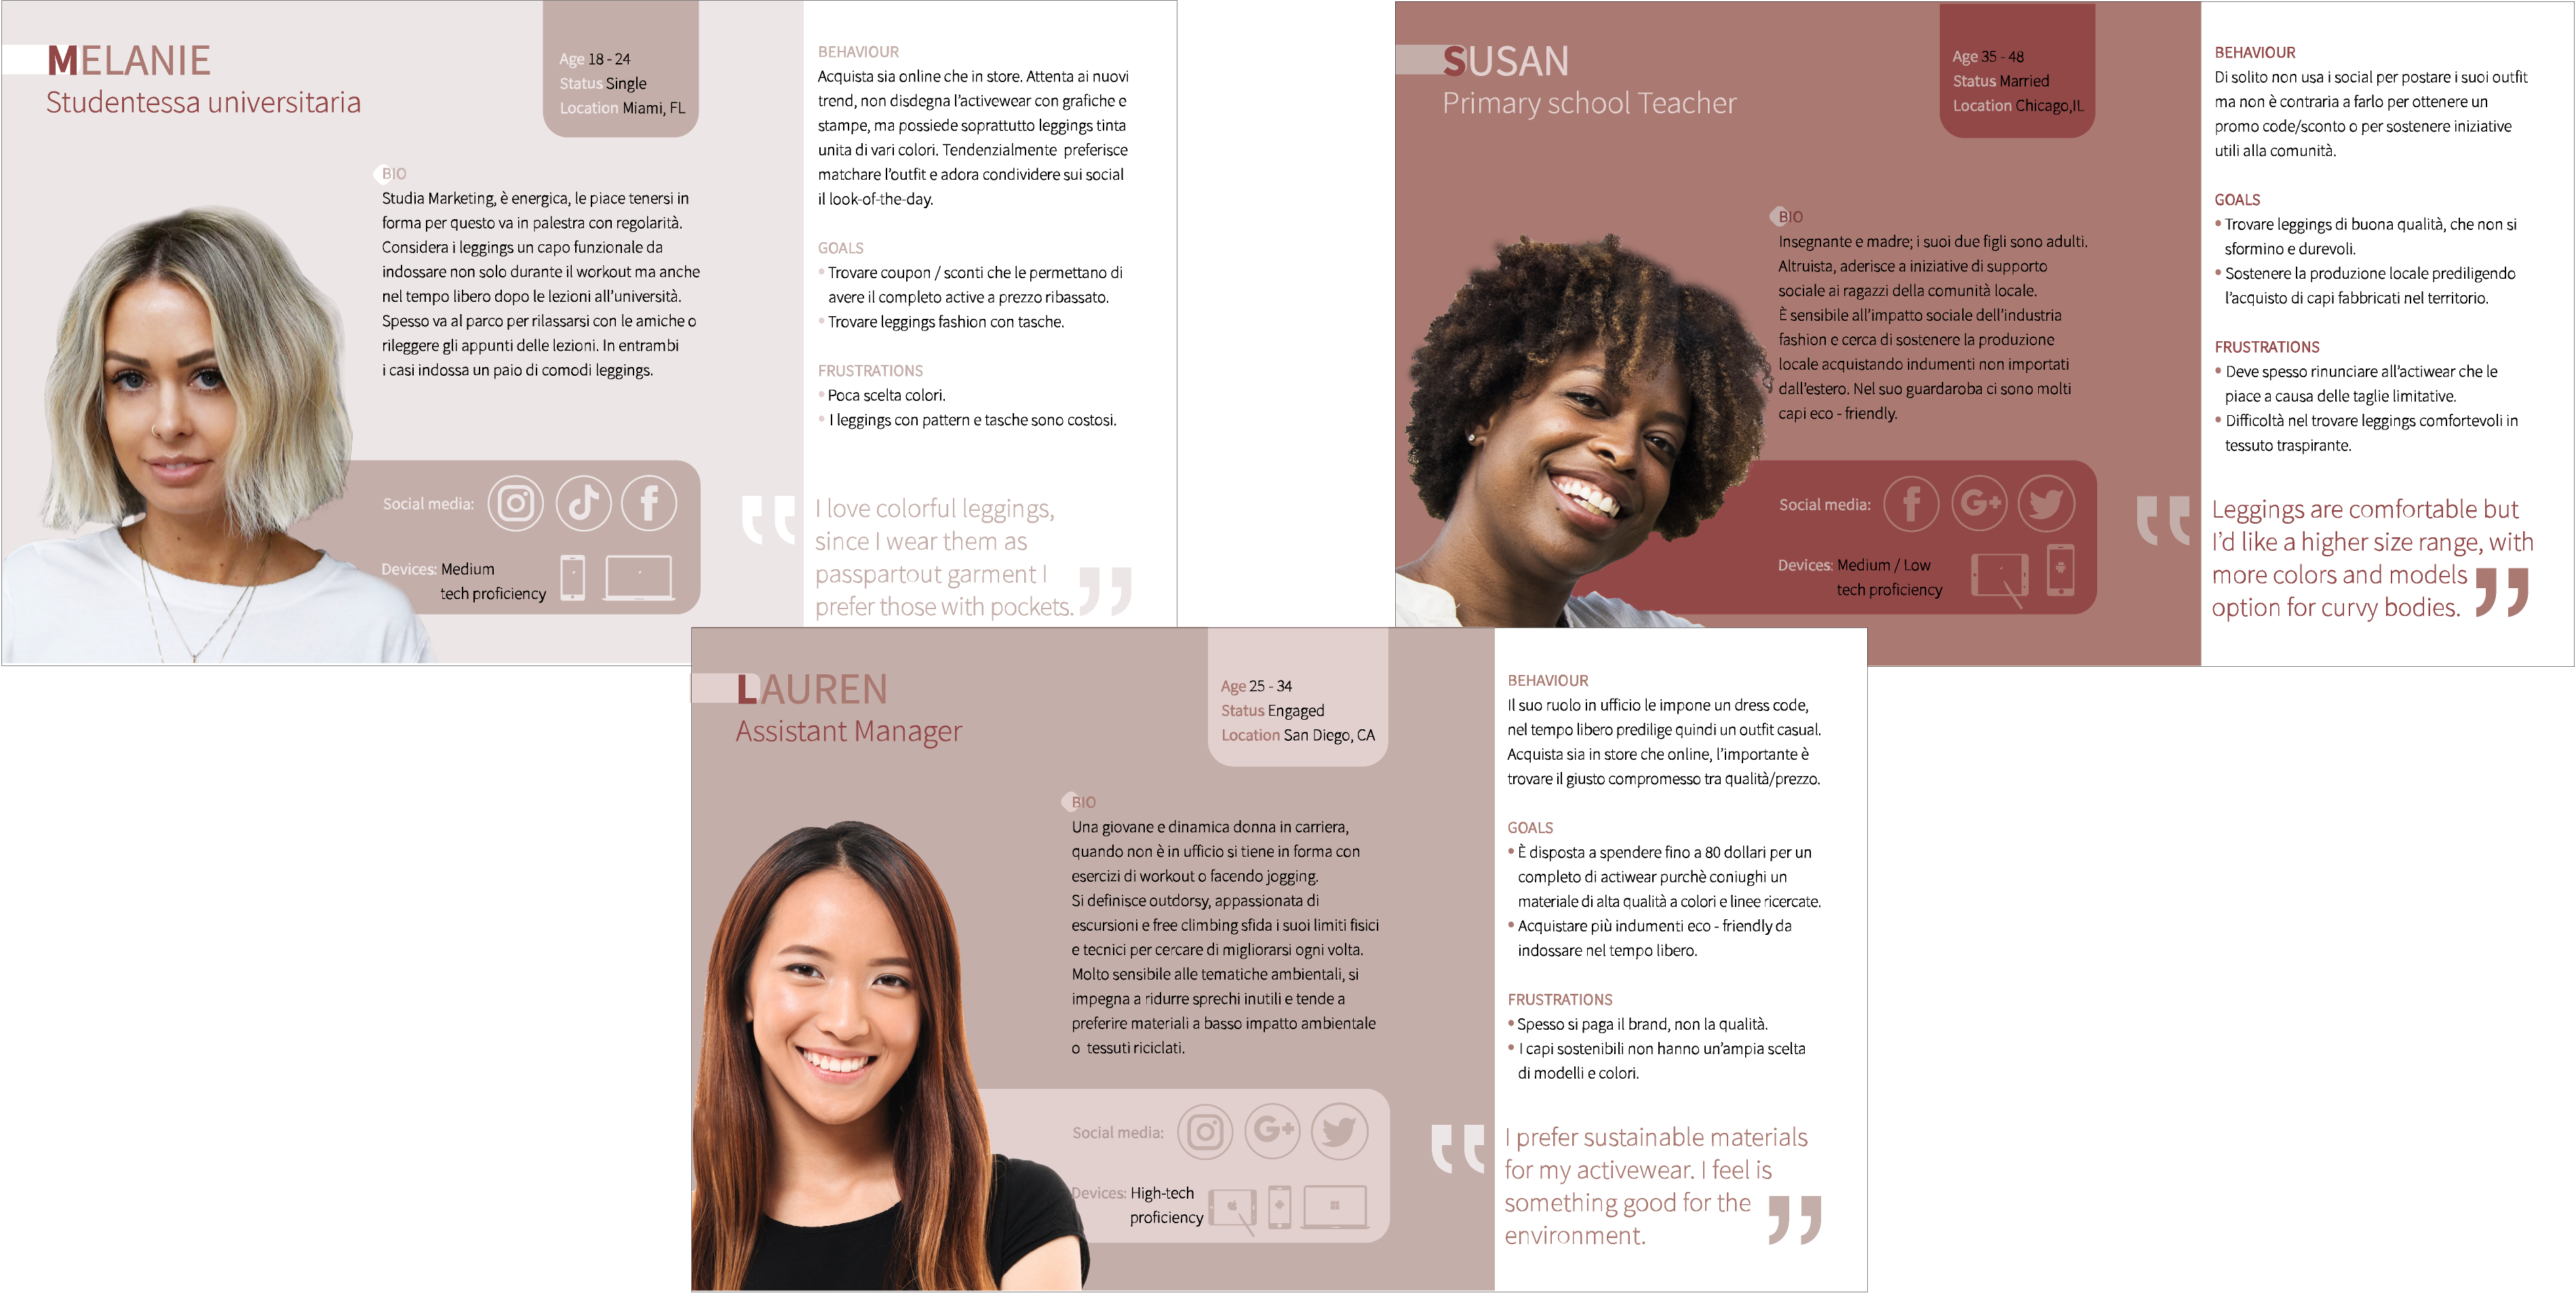 MELANIE
Studentessa universitaria
Age 18 - 24
Status Single
Location Miami, FL
BIO
Studia Marketing, è energica, le piace tenersi in
forma per questo va in palestra con regolarità.
Considera i leggings un capo funzionale da
indossare non solo durante il workout ma anche
nel tempo libero dopo le lezioni all'università.
Spesso va al parco per rilassarsi con le amiche o
rileggere gli appunti delle lezioni. In entrambi
i casi indossa un paio di comodi leggings.
Social media:
Devices: Medium
tech proficiency
BEHAVIOUR
Acquista sia online che in store. Attenta ai nuovi
trend, non disdegna l'activewear con grafiche e
stampe, ma possiede soprattutto leggings tinta
unita di vari colori. Tendenzialmente preferisce
matchare l'outfit e adora condividere sui social
il look-of-the-day.
GOALS
• Trovare coupon / sconti che le permettano di
avere il completo active a prezzo ribassato.
• Trovare leggings fashion con tasche.
FRUSTRATIONS
• Poca scelta colori.
• I leggings con pattern e tasche sono costosi.
“ I love colorful leggings,
since I wear them as
passpartout garment I
prefer those with pockets. ”
SUSAN
Primary school Teacher
Age 35 - 48
Status Married
Location Chicago,IL
BIO
Insegnante e madre; i suoi due figli sono adulti.
Altruista, aderisce a iniziative di supporto
sociale ai ragazzi della comunità locale.
È sensibile all'impatto sociale dell'industria
fashion e cerca di sostenere la produzione
locale acquistando indumenti non importati
dall'estero. Nel suo guardaroba ci sono molti
capi eco - friendly.
Social media:
Devices: Medium / Low
tech proficiency
BEHAVIOUR
Di solito non usa i social per postare i suoi outfit
ma non è contraria a farlo per ottenere un
promo code/sconto o per sostenere iniziative
utili alla comunità.
GOALS
• Trovare leggings di buona qualità, che non si
sformino e durevoli.
• Sostenere la produzione locale prediligendo
l'acquisto di capi fabbricati nel territorio.
FRUSTRATIONS
• Deve spesso rinunciare all'actiwear che le
piace a causa delle taglie limitative.
• Difficoltà nel trovare leggings comfortevoli in
tessuto traspirante.
“ Leggings are comfortable but
I'd like a higher size range, with
more colors and models
option for curvy bodies. ”
LAUREN
Assistant Manager
Age 25 - 34
Status Engaged
Location San Diego, CA
BIO
Una giovane e dinamica donna in carriera,
quando non è in ufficio si tiene in forma con
esercizi di workout o facendo jogging.
Si definisce outdorsy, appassionata di
escursioni e free climbing sfida i suoi limiti fisici
e tecnici per cercare di migliorarsi ogni volta.
Molto sensibile alle tematiche ambientali, si
impegna a ridurre sprechi inutili e tende a
preferire materiali a basso impatto ambientale
o tessuti riciclati.
Social media:
Devices: High-tech
proficiency
BEHAVIOUR
Il suo ruolo in ufficio le impone un dress code,
nel tempo libero predilige quindi un outfit casual.
Acquista sia in store che online, l'importante è
trovare il giusto compromesso tra qualità/prezzo.
GOALS
• È disposta a spendere fino a 80 dollari per un
completo di actiwear purchè coniughi un
materiale di alta qualità a colori e linee ricercate.
• Acquistare più indumenti eco - friendly da
indossare nel tempo libero.
FRUSTRATIONS
• Spesso si paga il brand, non la qualità.
• I capi sostenibili non hanno un'ampia scelta
di modelli e colori.
“ I prefer sustainable materials
for my activewear. I feel is
something good for the
environment. ”